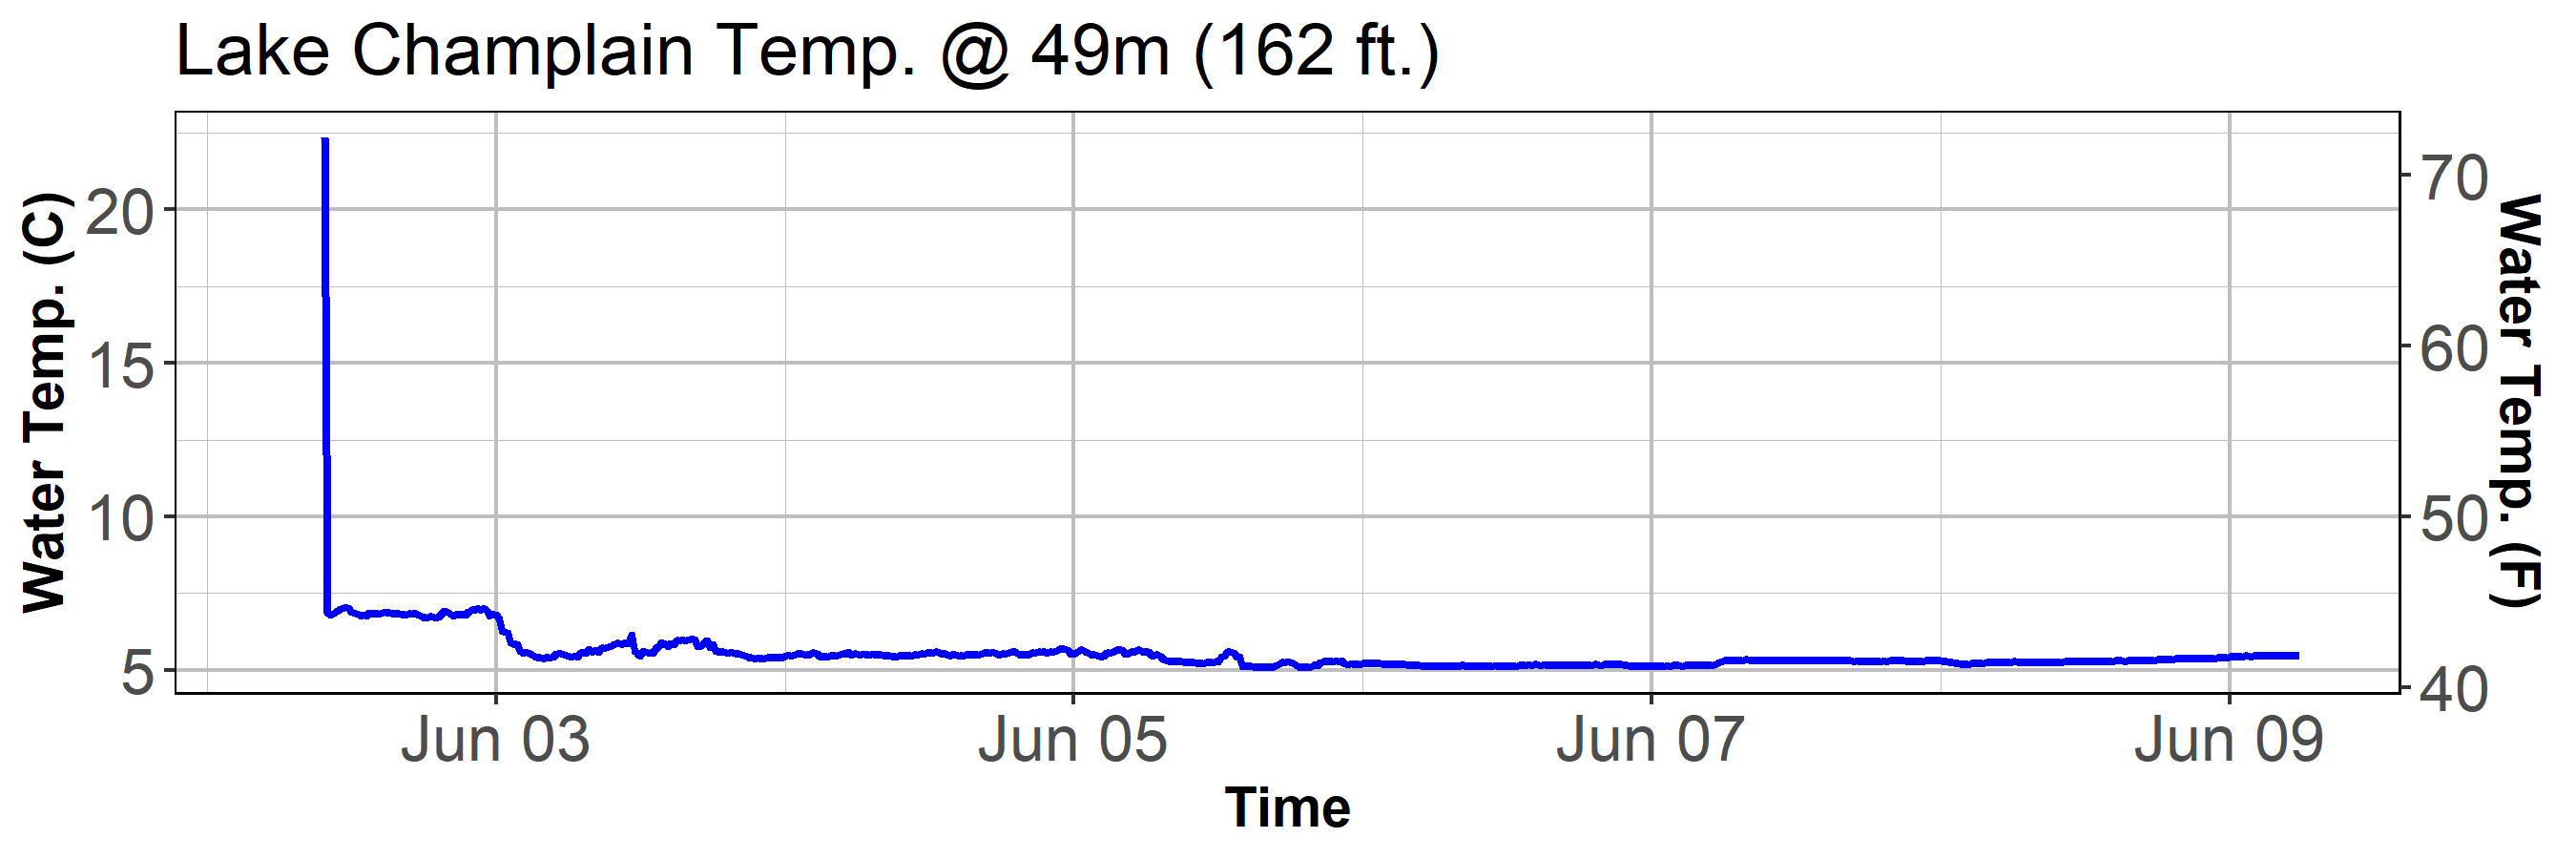 Lake Champlain Temp. @ 49m (162 ft.)
Water Temp. (C)
20
15
10
5
70
60
50
40
Water Temp. (F)
Jun 03
Jun 05
Jun 07
Jun 09
Time